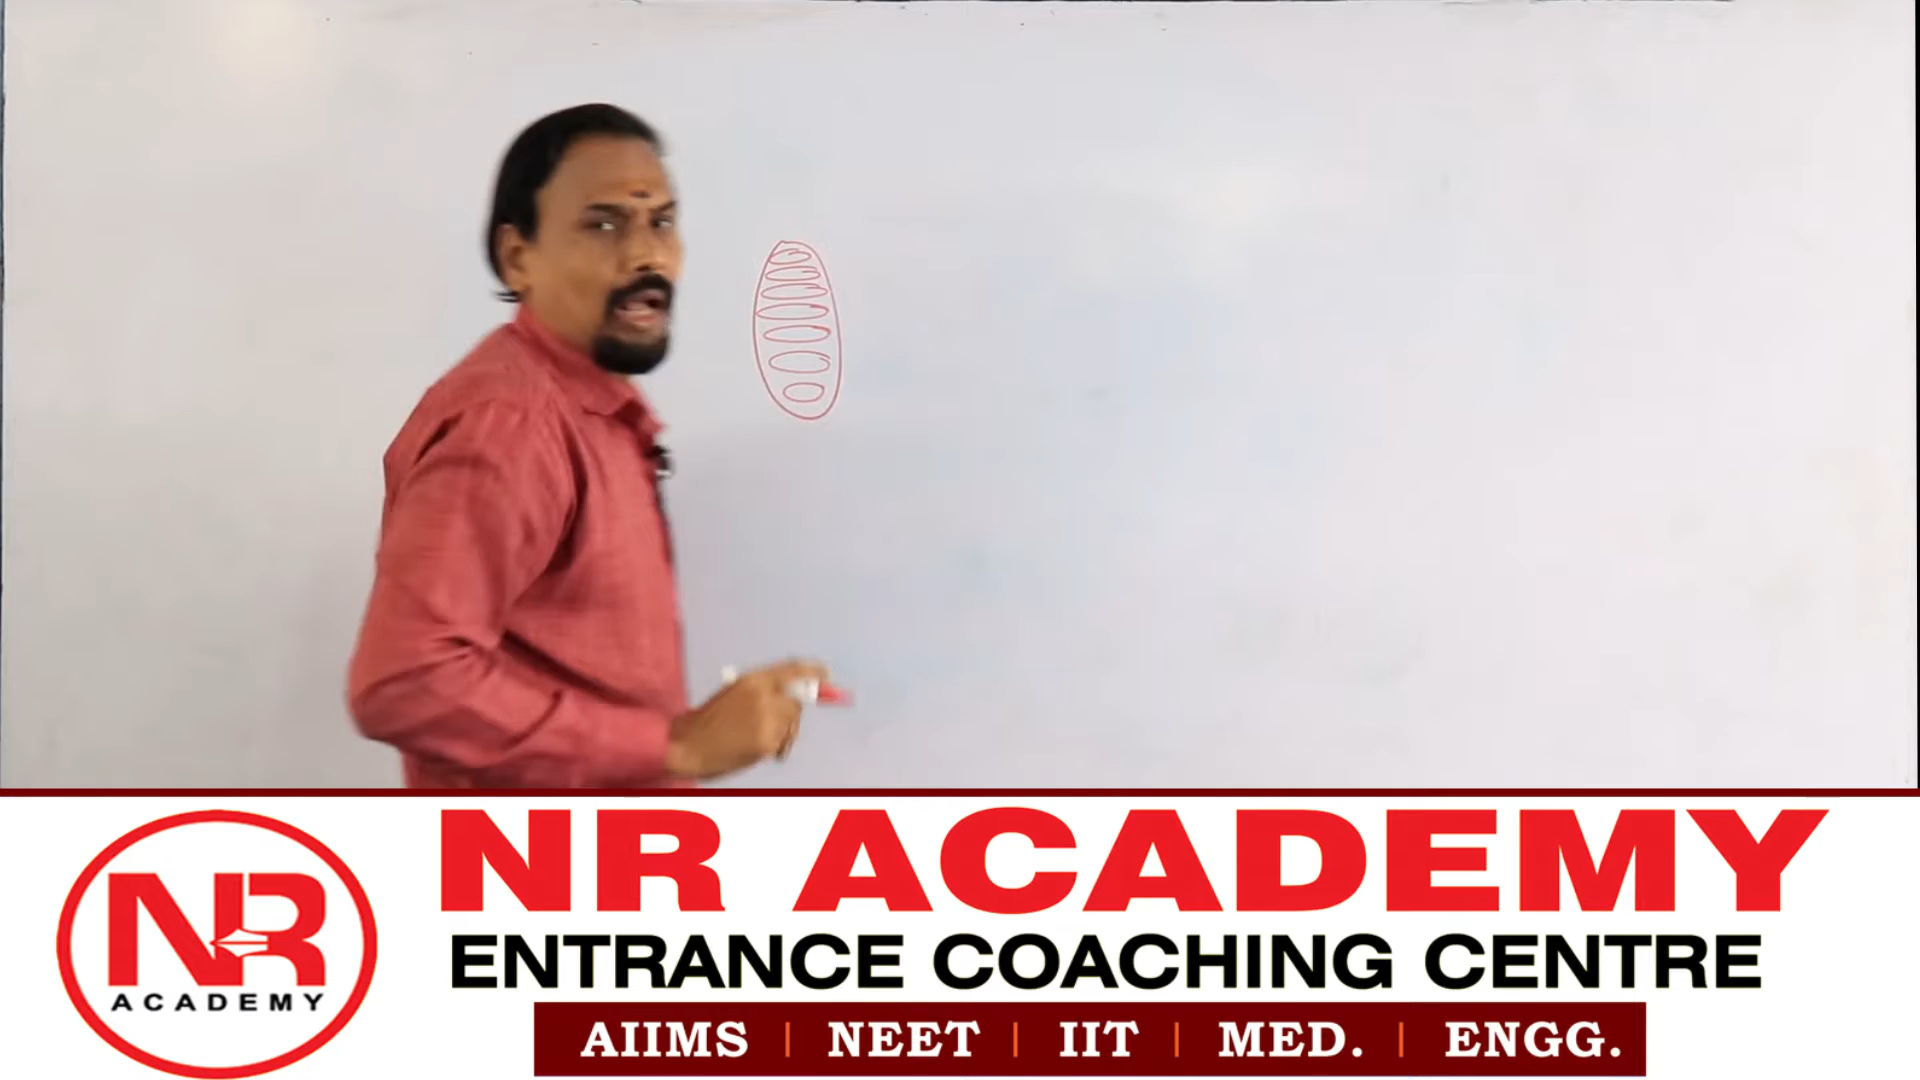 NR ACADEMY
ENTRANCE COACHING CENTRE
AIIMS | NEET | IIT | MED. | ENGG.
NR
ACADEMY